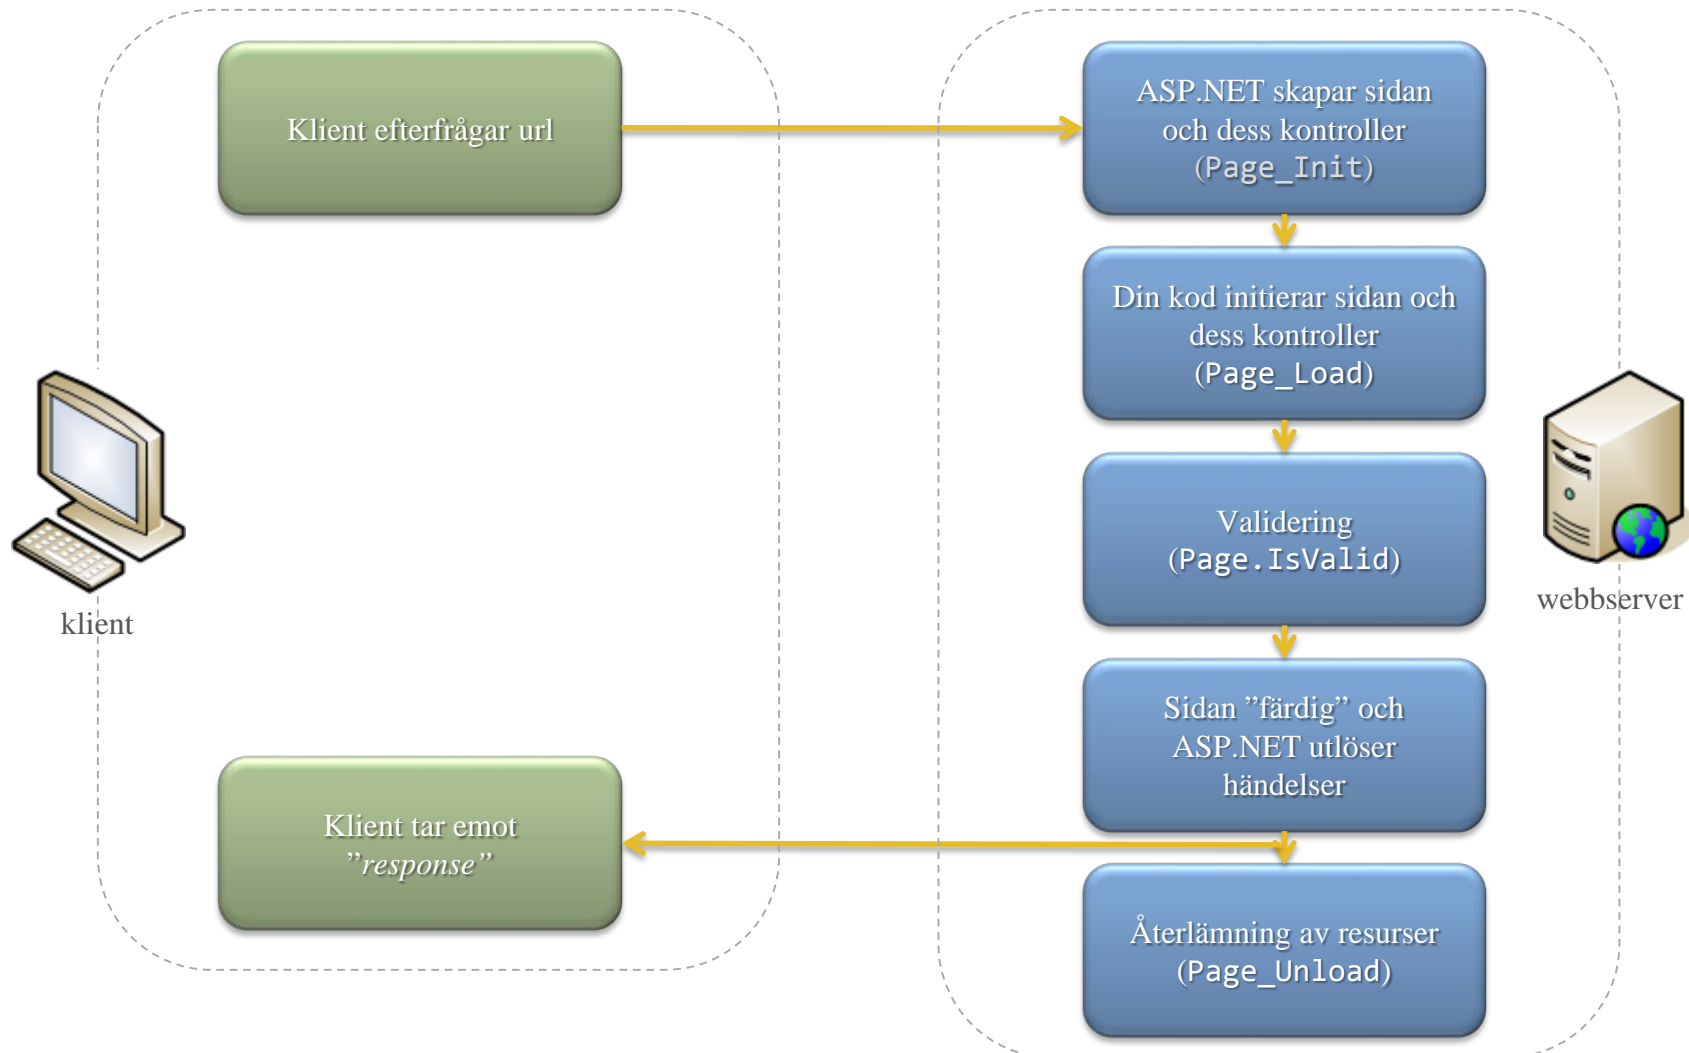 Klient efterfrågar url
ASP.NET skapar sidan
och dess kontroller
(Page_Init)
Din kod initierar sidan och
dess kontroller
(Page_Load)
Validering
(Page.IsValid)
klient
webbserver
Sidan ”färdig” och
ASP.NET utlöser
händelser
Klient tar emot
”response”
Återlämning av resurser
(Page_Unload)